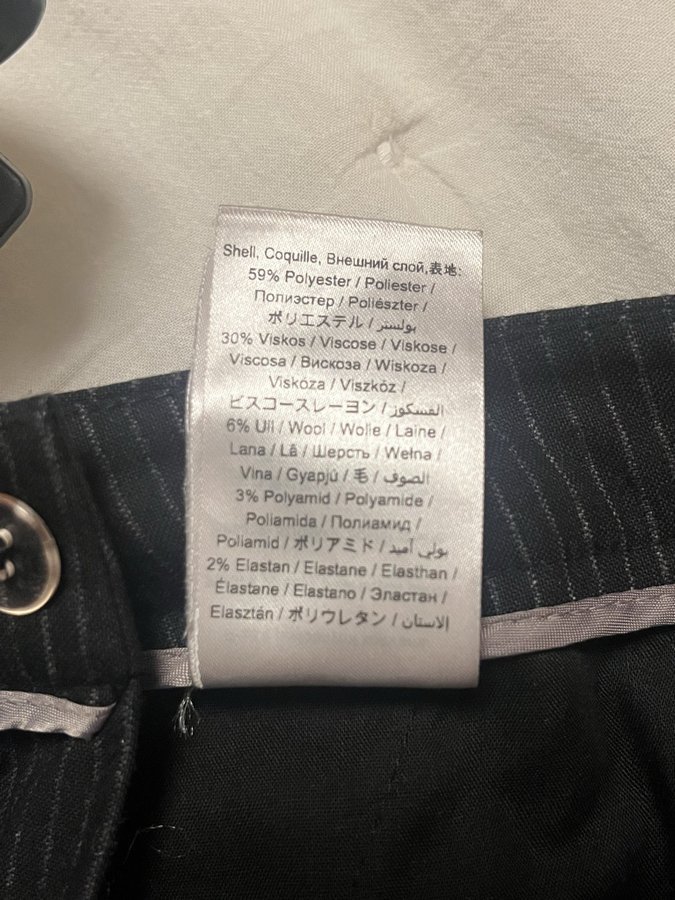 Shell, Coquille, Внешний слой,表地:
59% Polyester / Poliester /
Полиэстер / Poliészter /
ポリエステル / بولستر
30% Viskos / Viscose / Viskose /
Viscosa / Вискоза / Wiskoza /
Viskóza / Viszkóz /
ビスコースレーヨン / الفسكوز
6% Ull / Wool / Wolle / Laine /
Lana / Lã / Шерсть / Wełna /
Vlna / Gyapjú / 毛 / الصوف
3% Polyamid / Polyamide /
Poliamida / Полиамид /
Poliamid / ポリアミド / بولي أميد
2% Elastan / Elastane / Elasthan /
Élastane / Elastano / Эластан /
Elasztán / ポリウレタン / الاستان